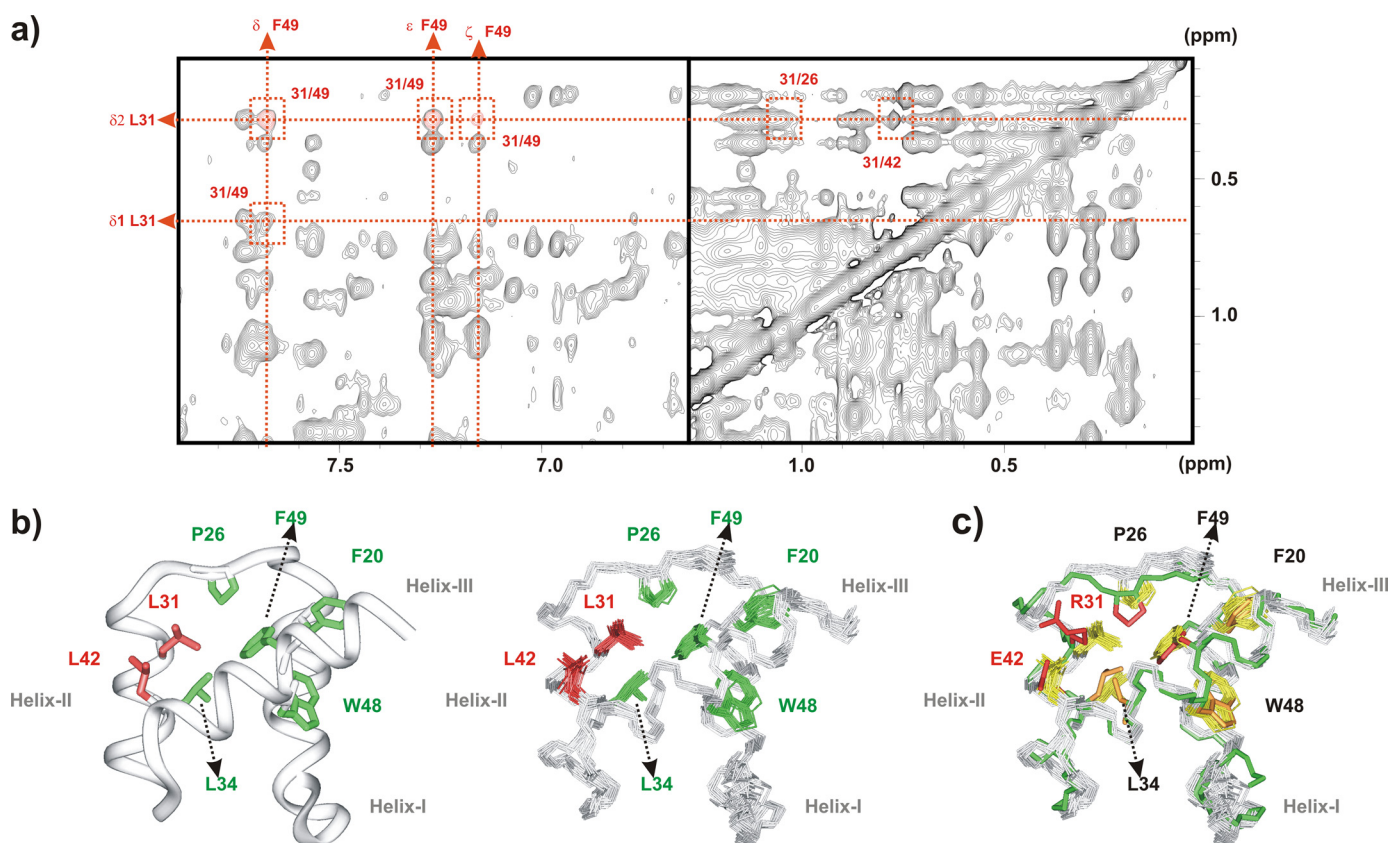 a)
δ F49
ε F49
ζ F49
(ppm)
31/49
31/49
31/26
δ2 L31
31/49
31/42
31/49
0.5
δ1 L31
1.0
7.5
7.0
1.0
0.5
(ppm)
b)
F49
P26
F20
Helix-III
L31
L42
Helix-II
W48
L34
Helix-I
F49
P26
F20
Helix-III
L31
L42
Helix-II
W48
L34
Helix-I
c)
F49
P26
F20
Helix-III
R31
E42
Helix-II
W48
L34
Helix-I